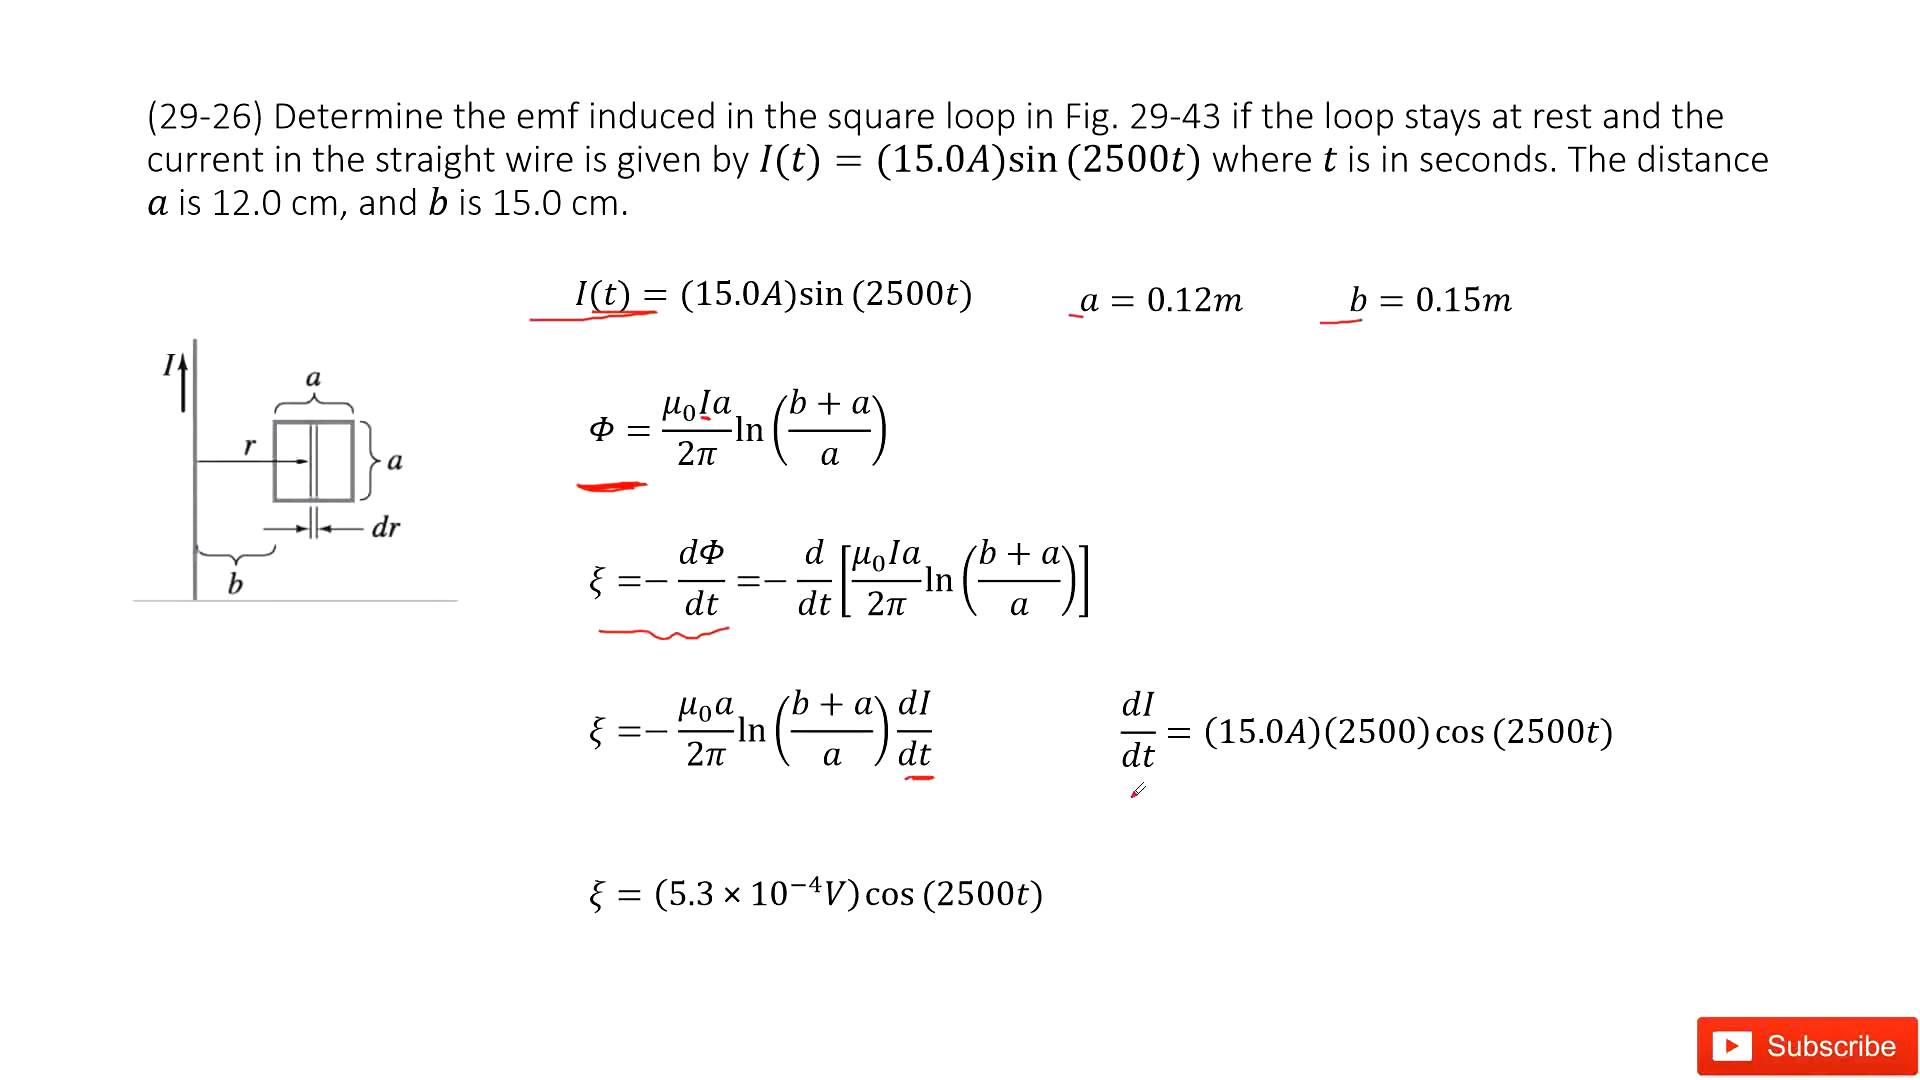 (29-26) Determine the emf induced in the square loop in Fig. 29-43 if the loop stays at rest and the
current in the straight wire is given by I(t) = (15.0A)sin (2500t) where t is in seconds. The distance
a is 12.0 cm, and b is 15.0 cm.
I(t) = (15.0A)sin (2500t) a = 0.12m b = 0.15m
I
a
r
a
dr
b
Φ = μ₀Ia/2π ln((b + a)/a)
ξ =− dΦ/dt =− d/dt [μ₀Ia/2π ln((b + a)/a)]
ξ =− μ₀a/2π ln((b + a)/a) dI/dt
dI/dt = (15.0A)(2500) cos (2500t)
ξ = (5.3 × 10⁻⁴V) cos (2500t)
Subscribe